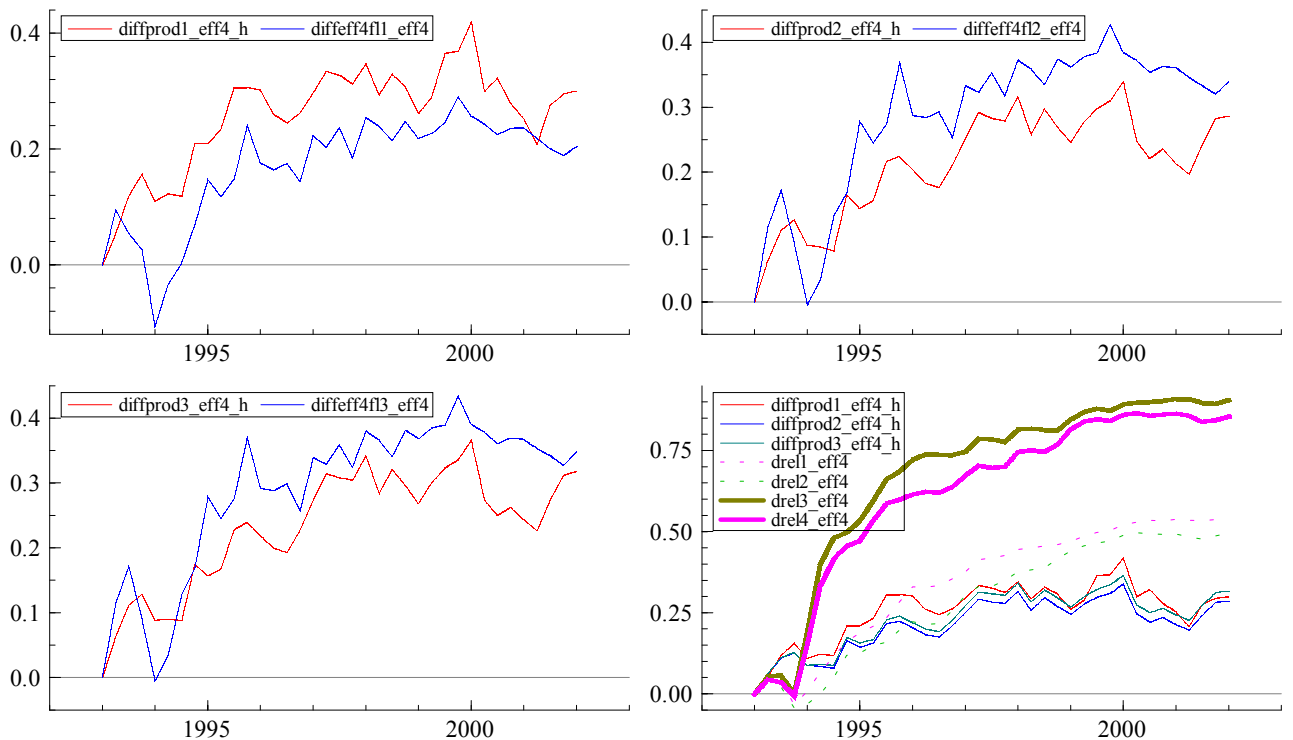 diffprod1_eff4_h diffeff4fl1_eff4
0.4
0.2
0.0
1995 2000
diffprod2_eff4_h diffeff4fl2_eff4
0.4
0.3
0.2
0.1
0.0
1995 2000
diffprod3_eff4_h diffeff4fl3_eff4
0.4
0.3
0.2
0.1
0.0
1995 2000
diffprod1_eff4_h
diffprod2_eff4_h
diffprod3_eff4_h
drel1_eff4
drel2_eff4
drel3_eff4
drel4_eff4
0.75
0.50
0.25
0.00
1995 2000